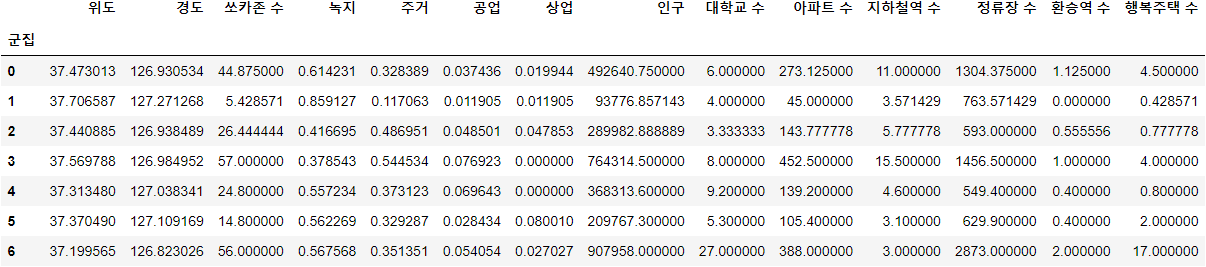 위도 경도 쏘카존 수 녹지 주거 공업 상업 인구 대학교 수 아파트 수 지하철역 수 정류장 수 환승역 수 행복주택 수
군집
0 37.473013 126.930534 44.875000 0.614231 0.328389 0.037436 0.019944 492640.750000 6.000000 273.125000 11.000000 1304.375000 1.125000 4.500000
1 37.706587 127.271268 5.428571 0.859127 0.117063 0.011905 0.011905 93776.857143 4.000000 45.000000 3.571429 763.571429 0.000000 0.428571
2 37.440885 126.938489 26.444444 0.416695 0.486951 0.048501 0.047853 289982.888889 3.333333 143.777778 5.777778 593.000000 0.555556 0.777778
3 37.569788 126.984952 57.000000 0.378543 0.544534 0.076923 0.000000 764314.500000 8.000000 452.500000 15.500000 1456.500000 1.000000 4.000000
4 37.313480 127.038341 24.800000 0.557234 0.373123 0.069643 0.000000 368313.600000 9.200000 139.200000 4.600000 549.400000 0.400000 0.800000
5 37.370490 127.109169 14.800000 0.562269 0.329287 0.028434 0.080010 209767.300000 5.300000 105.400000 3.100000 629.900000 0.400000 2.000000
6 37.199565 126.823026 56.000000 0.567568 0.351351 0.054054 0.027027 907958.000000 27.000000 388.000000 3.000000 2873.000000 2.000000 17.000000